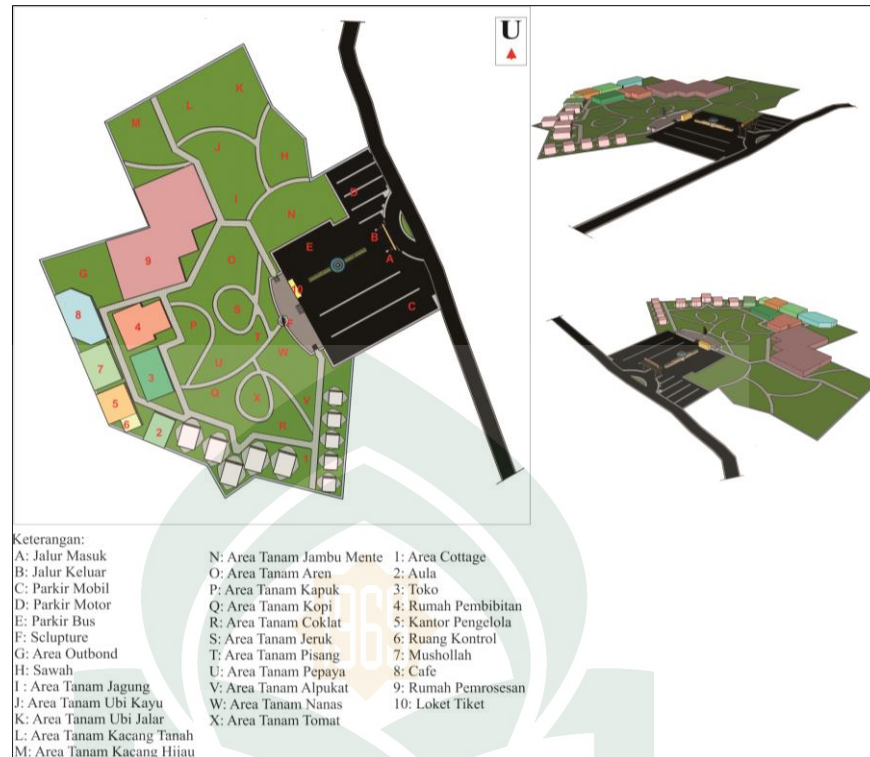 U
K
L
M
J
H
I
N
D
B
E
A
G
O
9
10
8
S
C
4
P
F
T
W
7
U
3
Q
X
V
5
6
2
R
1
Keterangan:
A: Jalur Masuk
B: Jalur Keluar
C: Parkir Mobil
D: Parkir Motor
E: Parkir Bus
F: Sclupture
G: Area Outbond
H: Sawah
I : Area Tanam Jagung
J: Area Tanam Ubi Kayu
K: Area Tanam Ubi Jalar
L: Area Tanam Kacang Tanah
M: Area Tanam Kacang Hijau
N: Area Tanam Jambu Mente
O: Area Tanam Aren
P: Area Tanam Kapuk
Q: Area Tanam Kopi
R: Area Tanam Coklat
S: Area Tanam Jeruk
T: Area Tanam Pisang
U: Area Tanam Pepaya
V: Area Tanam Alpukat
W: Area Tanam Nanas
X: Area Tanam Tomat
1: Area Cottage
2: Aula
3: Toko
4: Rumah Pembibitan
5: Kantor Pengelola
6: Ruang Kontrol
7: Mushollah
8: Cafe
9: Rumah Pemrosesan
10: Loket Tiket
1965